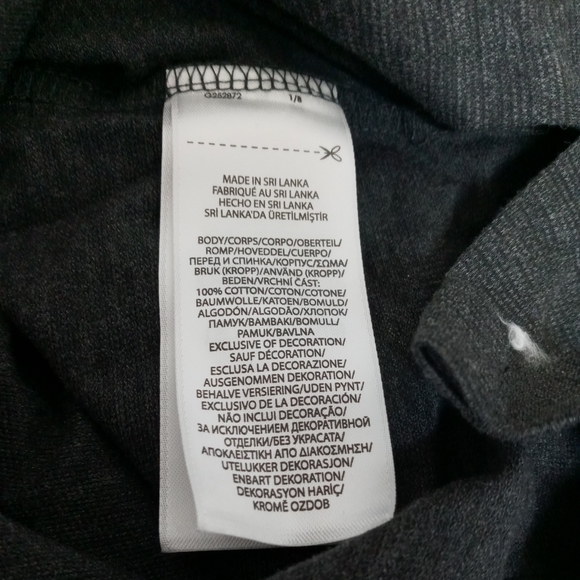 G282872 1/8
MADE IN SRI LANKA
FABRIQUÉ AU SRI LANKA
HECHO EN SRI LANKA
SRİ LANKA'DA ÜRETİLMİŞTİR
BODY/CORPS/CORPO/OBERTEIL/
ROMP/HOVEDDEL/CUERPO/
ПЕРЕД И СПИНКА/КОРПУС/ΣΩΜΑ/
BRUK (KROPP)/ANVÄND (KROPP)/
BEDEN/VRCHNÍ ČÁST:
100% COTTON/COTON/COTONE/
BAUMWOLLE/KATOEN/BOMULD/
ALGODÓN/ALGODÃO/ХЛОПОК/
ПАМУК/ΒΑΜΒΑΚΙ/BOMULL/
PAMUK/BAVLNA
EXCLUSIVE OF DECORATION/
SAUF DÉCORATION/
ESCLUSA LA DECORAZIONE/
AUSGENOMMEN DEKORATION/
BEHALVE VERSIERING/UDEN PYNT/
EXCLUSIVO DE LA DECORACIÓN/
NÃO INCLUI DECORAÇÃO/
ЗА ИСКЛЮЧЕНИЕМ ДЕКОРАТИВНОЙ
ОТДЕЛКИ/БЕЗ УКРАСАТА/
ΑΠΟΚΛΕΙΣΤΙΚΗ ΑΠΟ ΔΙΑΚΟΣΜΗΣΗ/
UTELUKKER DEKORASJON/
ENBART DEKORATION/
DEKORASYON HARİÇ/
KROMĚ OZDOB